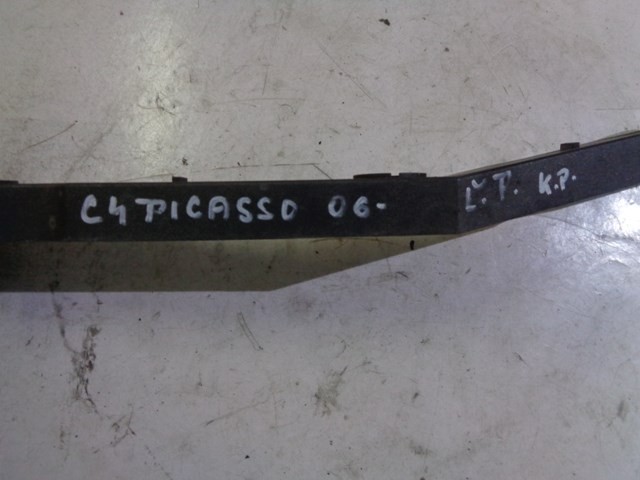 C4 PICASSO 06- Ľ.P. K.P.